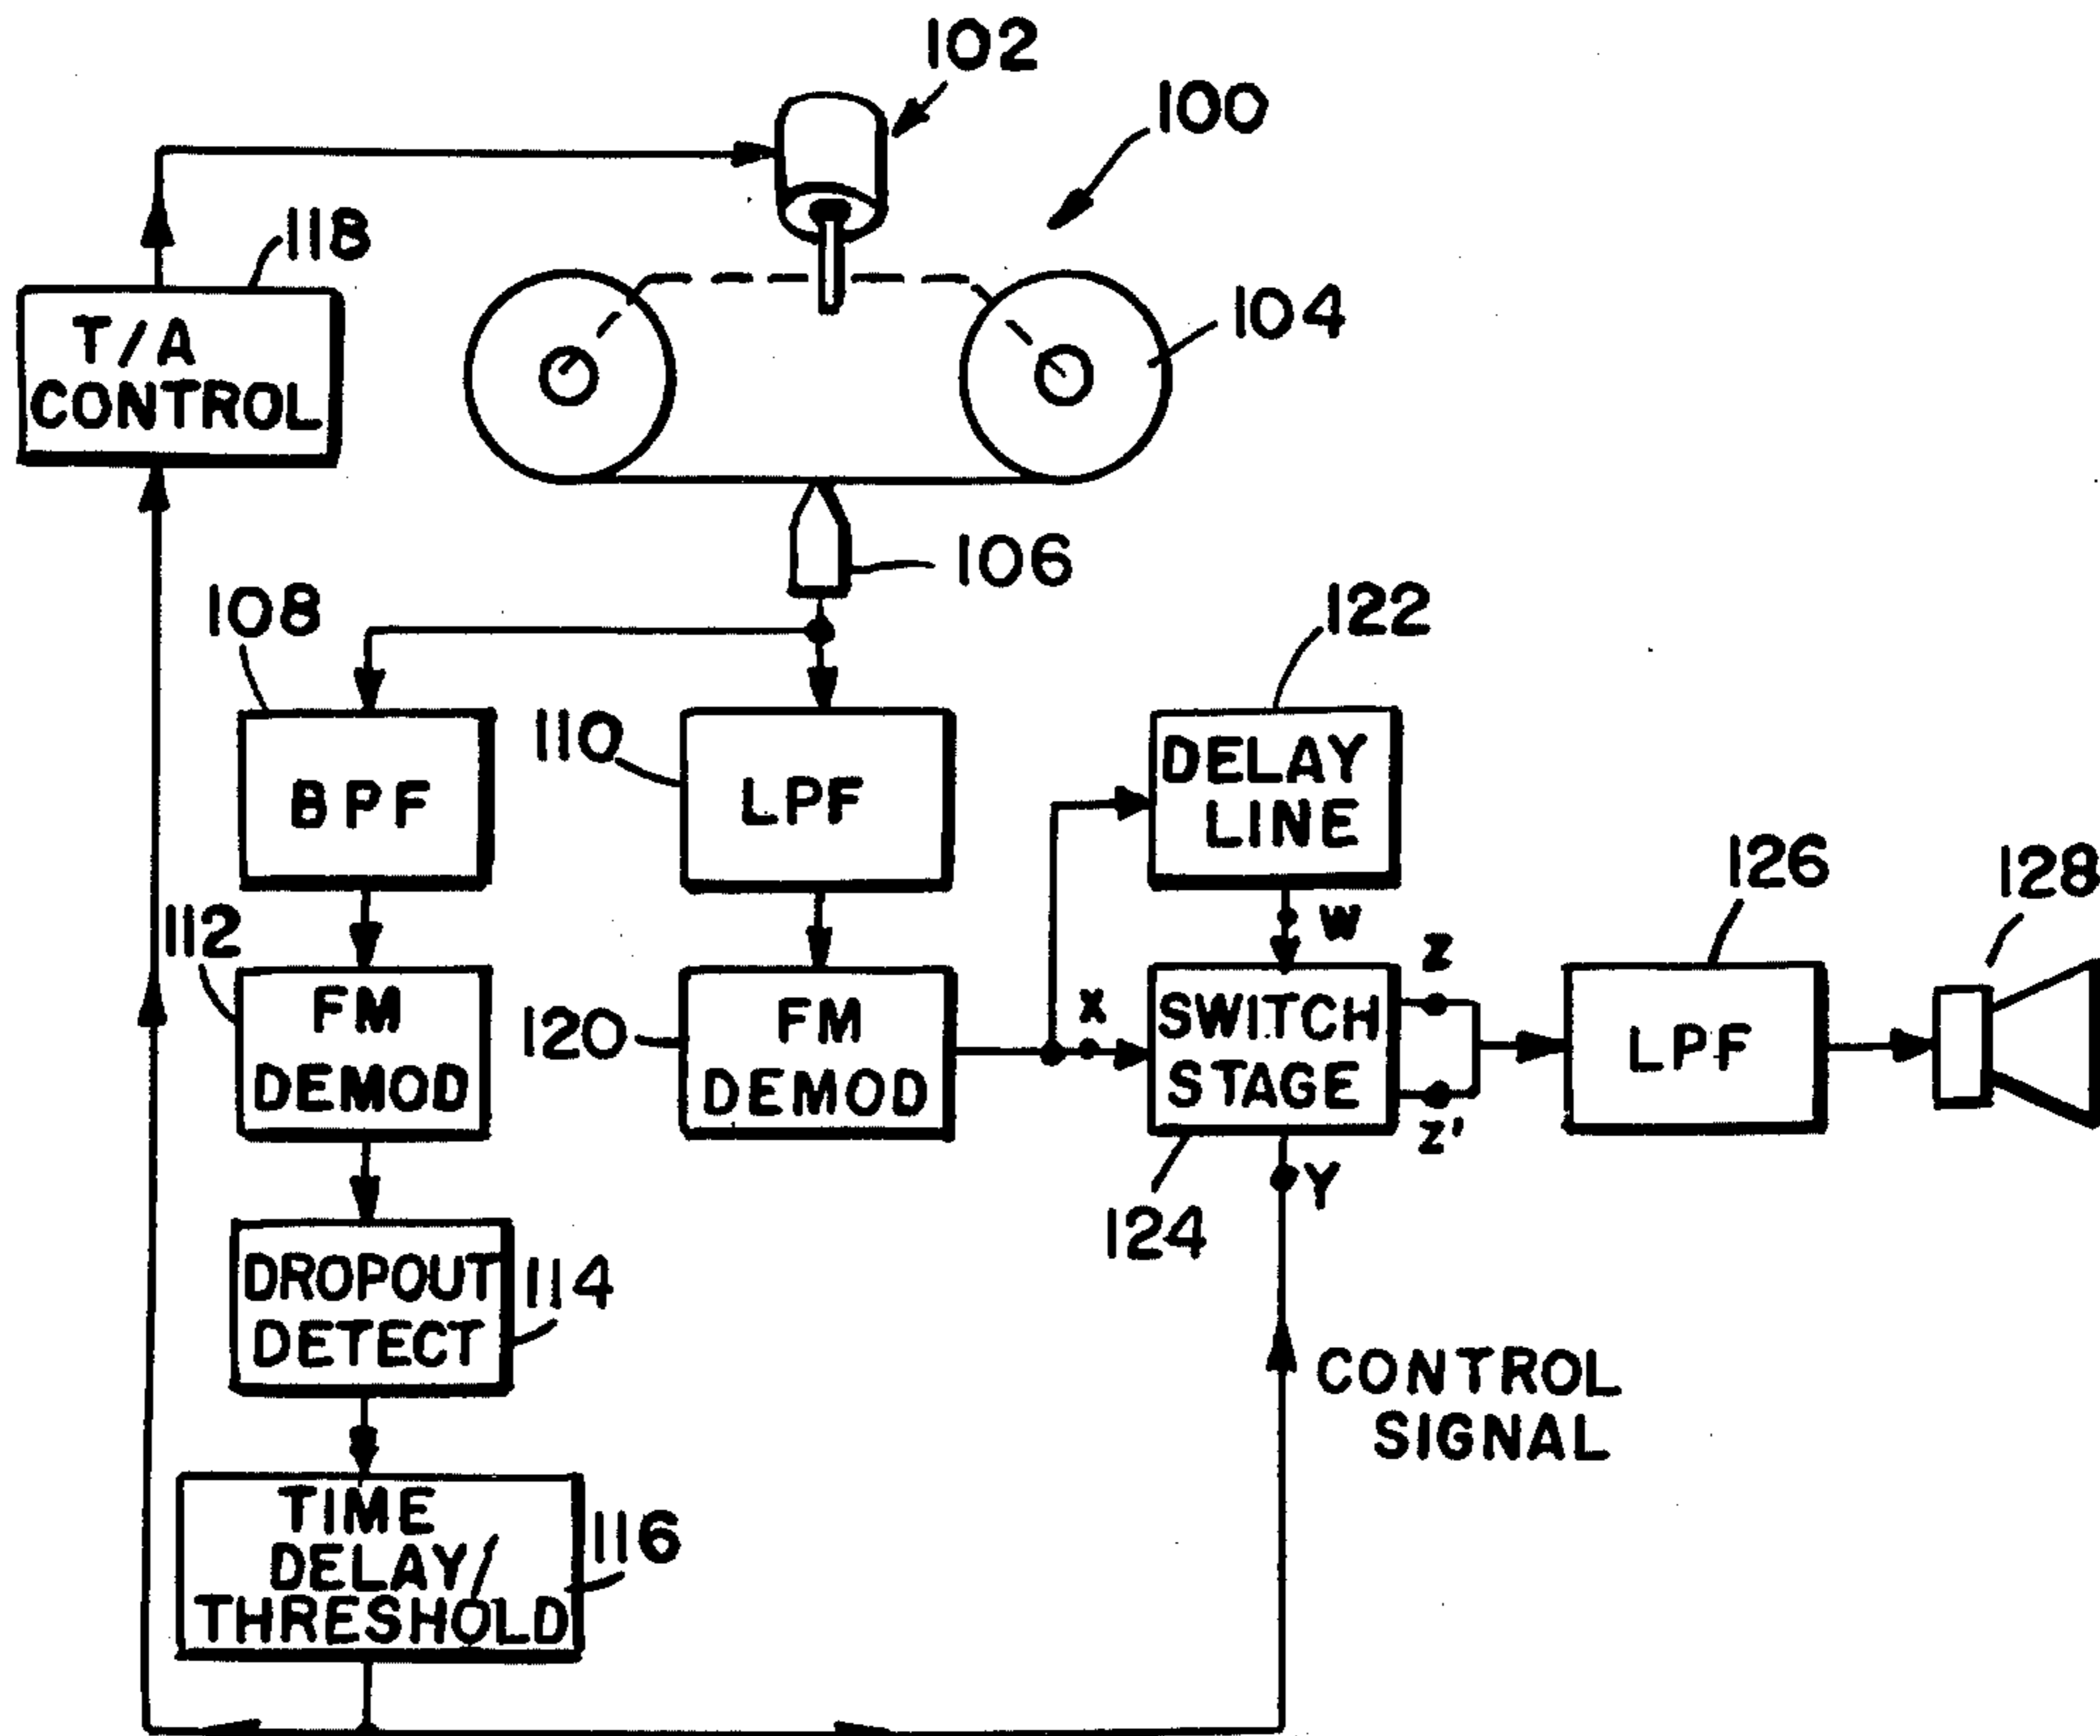 102
100
118
104
T/A
CONTROL
106
108
122
110
BPF
LPF
DELAY
LINE
126
128
112
W
Z
X
FM
DEMOD
120
FM
DEMOD
SWITCH
STAGE
LPF
Z'
Y
124
DROPOUT
DETECT
114
CONTROL
SIGNAL
TIME
DELAY/
THRESHOLD
116